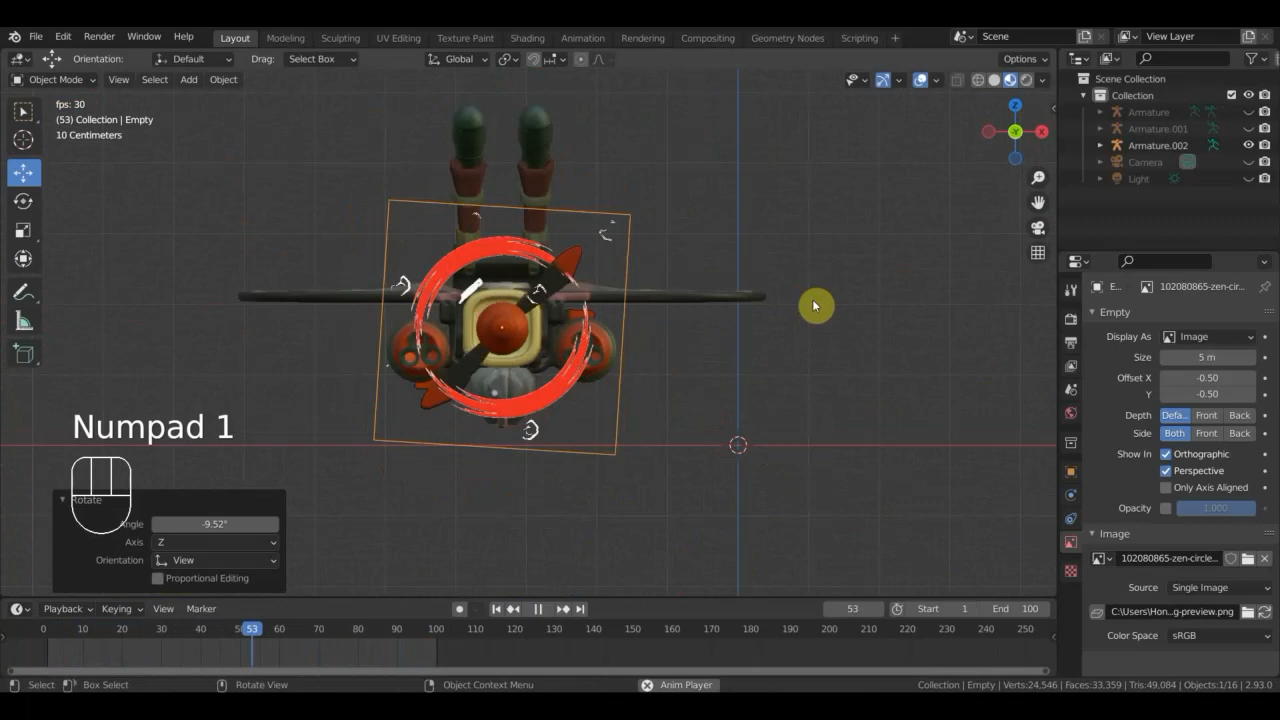 File Edit Render Window Help Layout Modeling Sculpting UV Editing Texture Paint Shading Animation Rendering Compositing Geometry Nodes Scripting + Scene View Layer
Orientation: Default Drag: Select Box Global Options
Object Mode View Select Add Object
Scene Collection
Collection
Armature
Armature.001
Armature.002
Camera
Light
fps: 30
(53) Collection | Empty
10 Centimeters
Z
X
-Y
Numpad 1
Rotate
Angle -9.52°
Axis Z
Orientation View
Proportional Editing
E... 102080865-zen-cir...
Empty
Display As Image
Size 5 m
Offset X -0.50
Y -0.50
Depth Defa... Front Back
Side Both Front Back
Show In Orthographic
Perspective
Only Axis Aligned
Opacity 1.000
Image
102080865-zen-circle...
Source Single Image
C:\Users\Hon...g-preview.png
Color Space sRGB
Playback Keying View Marker 53 Start 1 End 100
0 10 20 30 40 53 60 70 80 90 100 110 120 130 140 150 160 170 180 190 200 210 220 230 240 250
Select Box Select Rotate View Object Context Menu Anim Player Collection | Empty | Verts:24,546 | Faces:33,359 | Tris:49,084 | Objects:1/16 | 2.93.0